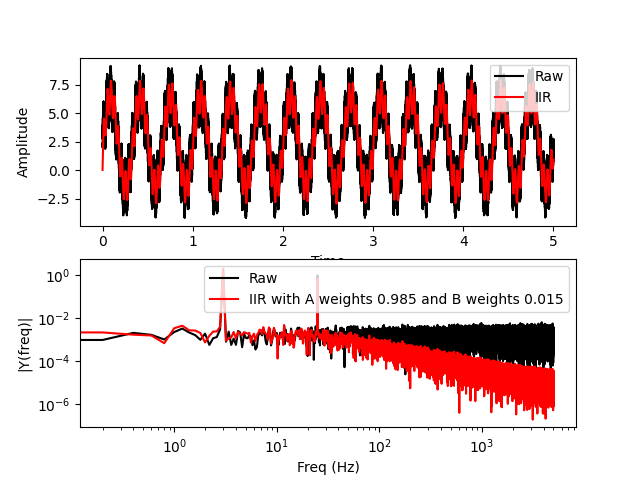 7.5
5.0
2.5
0.0
−2.5
Amplitude
Raw
IIR
0 1 2 3 4 5
10⁰
10⁻²
10⁻⁴
10⁻⁶
|Y(freq)|
Raw
IIR with A weights 0.985 and B weights 0.015
10⁰ 10¹ 10² 10³
Freq (Hz)